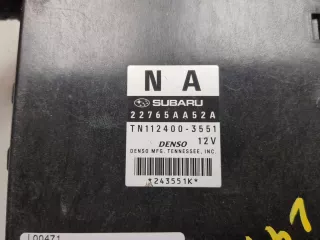 N A
SUBARU
22765AA52A
TN112400-3551
DENSO 12V
DENSO MFG. TENNESSEE, INC.
*243551K*
L00471